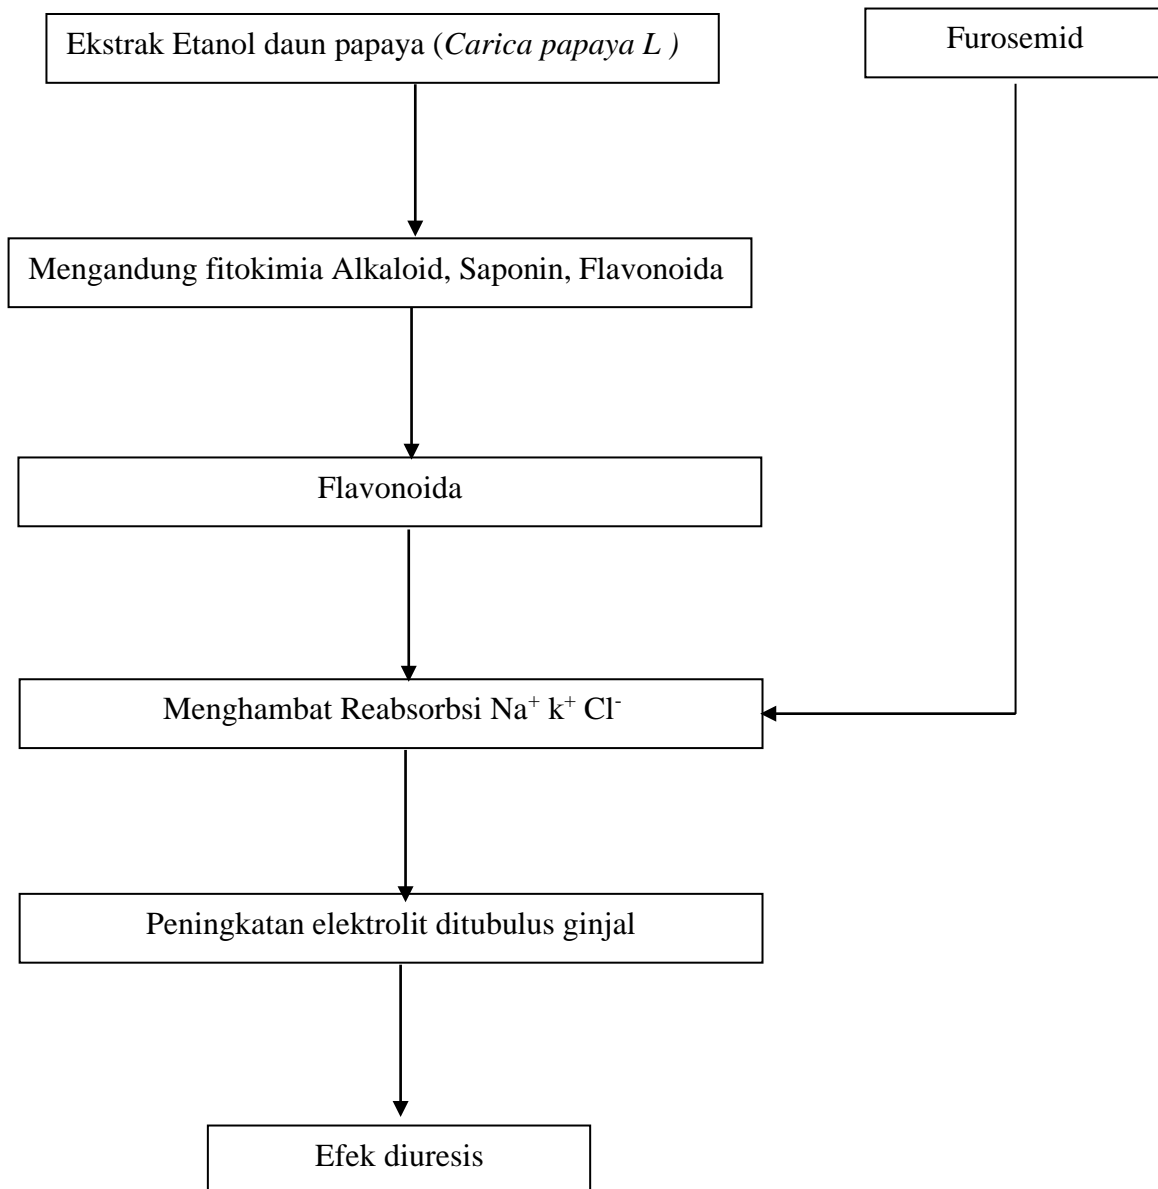 Ekstrak Etanol daun papaya (Carica papaya L )
Furosemid
Mengandung fitokimia Alkaloid, Saponin, Flavonoida
Flavonoida
Menghambat Reabsorbsi Na⁺ k⁺ Cl⁻
Peningkatan elektrolit ditubulus ginjal
Efek diuresis